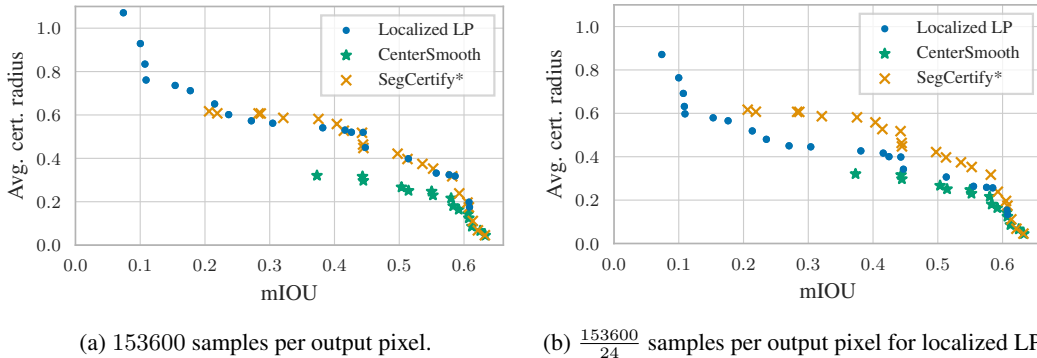 1.0
0.8
0.6
0.4
0.2
0.0
Avg. cert. radius
Localized LP
CenterSmooth
SegCertify*
0.0 0.1 0.2 0.3 0.4 0.5 0.6
mIOU
(a) 153600 samples per output pixel.
1.0
0.8
0.6
0.4
0.2
0.0
Avg. cert. radius
Localized LP
CenterSmooth
SegCertify*
0.0 0.1 0.2 0.3 0.4 0.5 0.6
mIOU
(b) 153600/24 samples per output pixel for localized LP